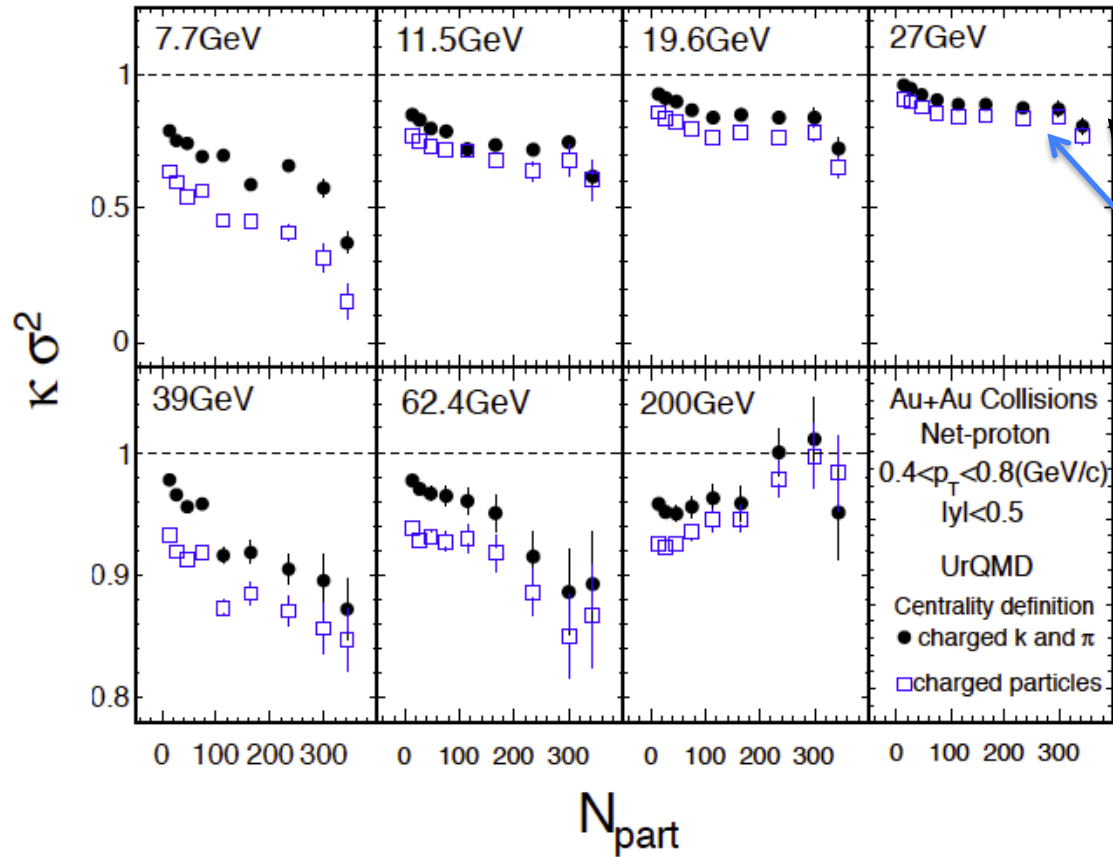 7.7GeV
11.5GeV
19.6GeV
27GeV
1
0.5
0
κ σ²
39GeV
62.4GeV
200GeV
1
0.9
0.8
Au+Au Collisions
Net-proton
0.4<p_T<0.8(GeV/c)
|y|<0.5
UrQMD
Centrality definition
charged k and π
charged particles
0 100 200 300
0 100 200 300
0 100 200 300
0 100 200 300
N_part